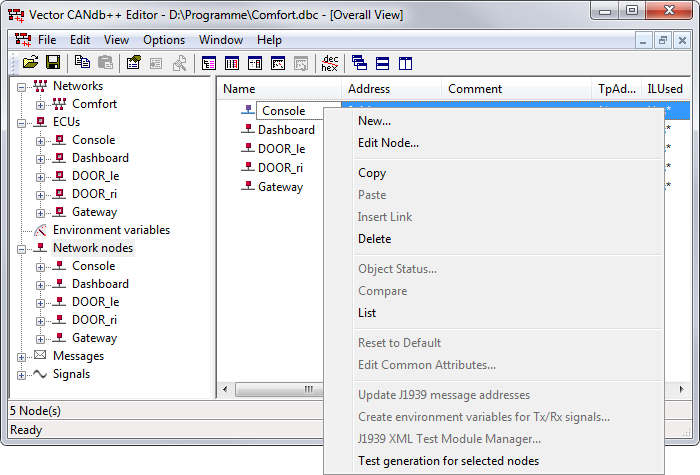 Vector CANdb++ Editor - D:\Programme\Comfort.dbc - [Overall View]
File Edit View Options Window Help
.dec
hex
Networks
Comfort
ECUs
Console
Dashboard
DOOR_le
DOOR_ri
Gateway
Environment variables
Network nodes
Console
Dashboard
DOOR_le
DOOR_ri
Gateway
Messages
Signals
Name Address Comment TpAd... ILUsed
Console
Dashboard
DOOR_le
DOOR_ri
Gateway
New...
Edit Node...
Copy
Paste
Insert Link
Delete
Object Status...
Compare
List
Reset to Default
Edit Common Attributes...
Update J1939 message addresses
Create environment variables for Tx/Rx signals...
J1939 XML Test Module Manager...
Test generation for selected nodes
5 Node(s)
Ready